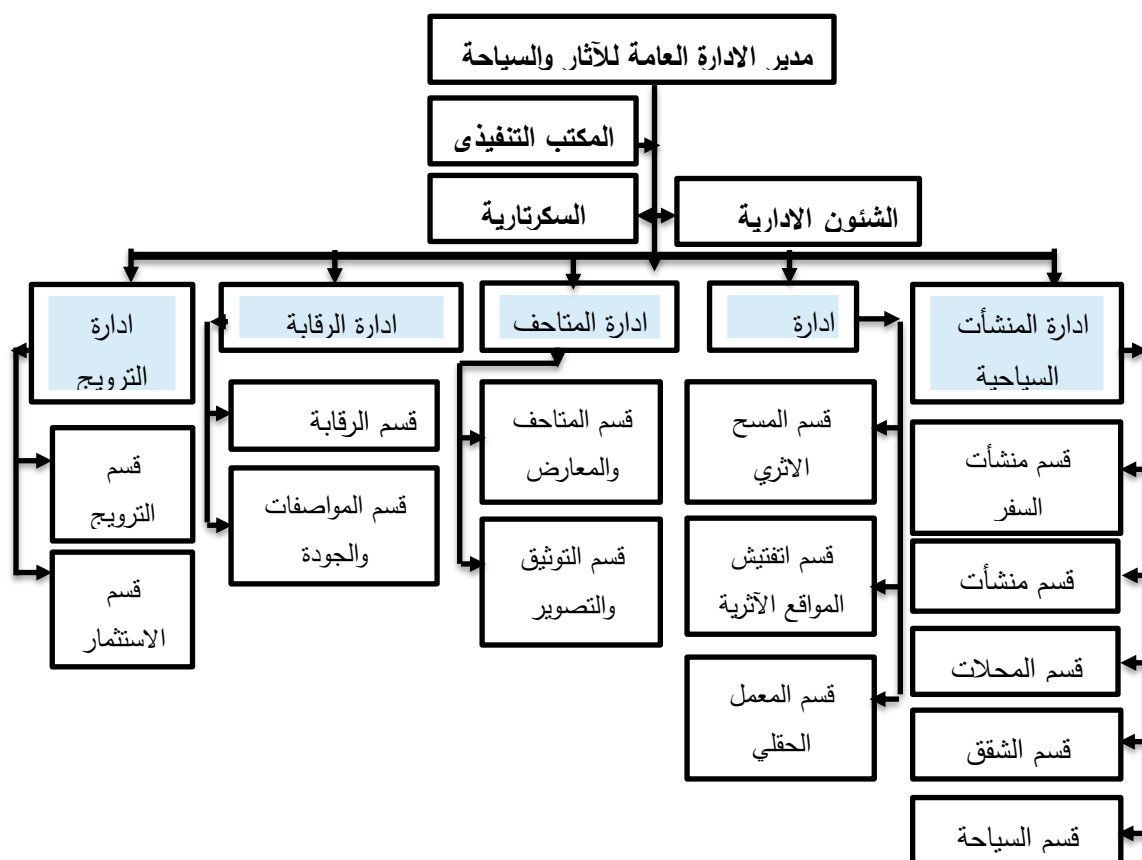 مدير الادارة العامة للآثار والسياحة
المكتب التنفيذى
السكرتارية
الشئون الادارية
ادارة المنشأت
السياحية
ادارة
ادارة المتاحف
ادارة الرقابة
ادارة
الترويج
قسم منشأت
السفر
قسم منشأت
قسم المحلات
قسم الشقق
قسم السياحة
قسم المسح
الاثري
قسم اتفتيش
المواقع الآثرية
قسم المعمل
الحقلي
قسم المتاحف
والمعارض
قسم التوثيق
والتصوير
قسم الرقابة
قسم المواصفات
والجودة
قسم
الترويج
قسم
الاستثمار